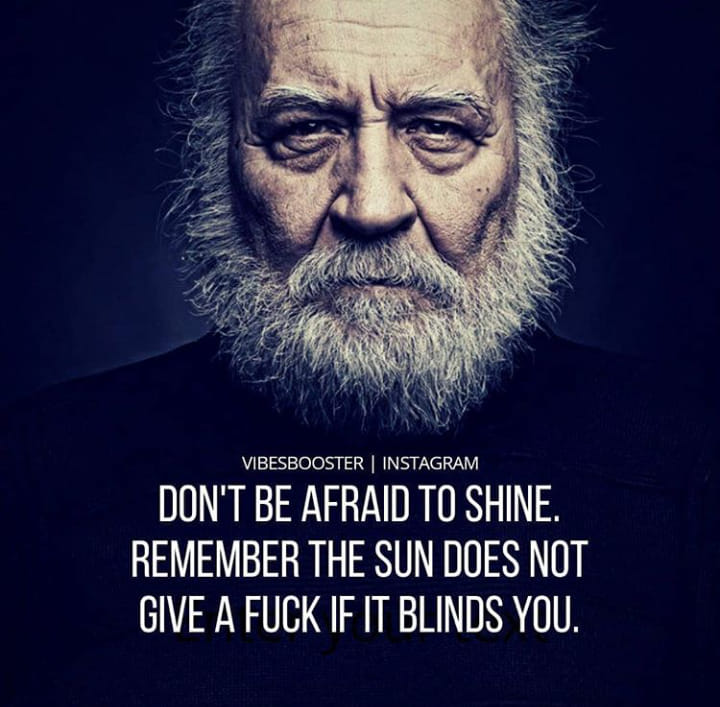 VIBESBOOSTER | INSTAGRAM
DON'T BE AFRAID TO SHINE.
REMEMBER THE SUN DOES NOT
GIVE A FUCK IF IT BLINDS YOU.